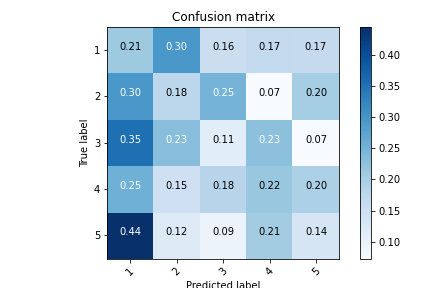 Confusion matrix
1 0.21 0.30 0.16 0.17 0.17
2 0.30 0.18 0.25 0.07 0.20
3 0.35 0.23 0.11 0.23 0.07
4 0.25 0.15 0.18 0.22 0.20
5 0.44 0.12 0.09 0.21 0.14
1 2 3 4 5
True label
Predicted label
0.40
0.35
0.30
0.25
0.20
0.15
0.10